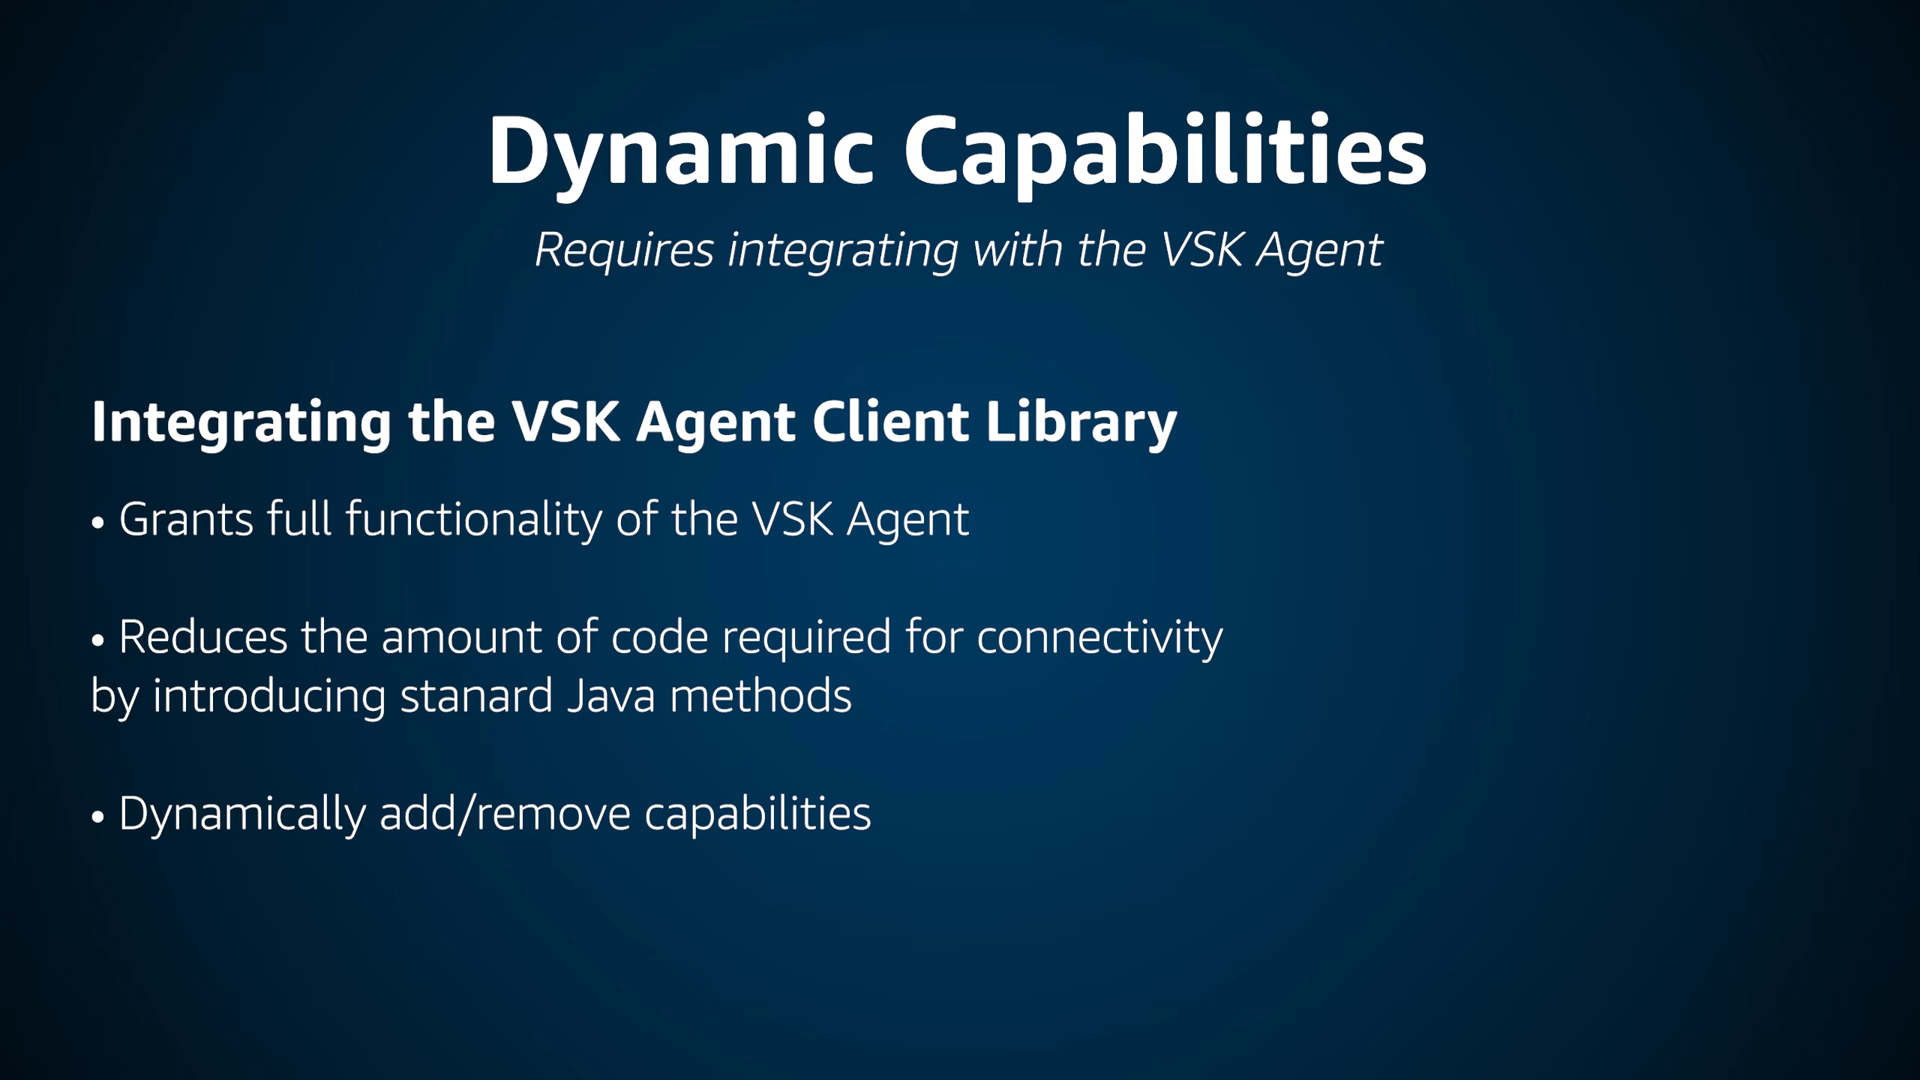 Dynamic Capabilities
Requires integrating with the VSK Agent
Integrating the VSK Agent Client Library
• Grants full functionality of the VSK Agent
• Reduces the amount of code required for connectivity
by introducing stanard Java methods
• Dynamically add/remove capabilities